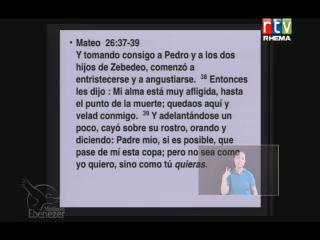 rtv
RHEMA
• Mateo 26:37-39
Y tomando consigo a Pedro y a los dos
hijos de Zebedeo, comenzó a
entristecerse y a angustiarse. 38 Entonces
les dijo : Mi alma está muy afligida, hasta
el punto de la muerte; quedaos aquí y
velad conmigo. 39 Y adelantándose un
poco, cayó sobre su rostro, orando y
diciendo: Padre mío, si es posible, que
pase de mí esta copa; pero no sea como
yo quiero, sino como tú quieras.
Ebenezer